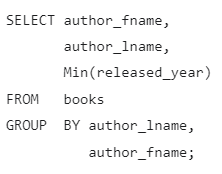 SELECT author_fname,
author_lname,
Min(released_year)
FROM books
GROUP BY author_lname,
author_fname;